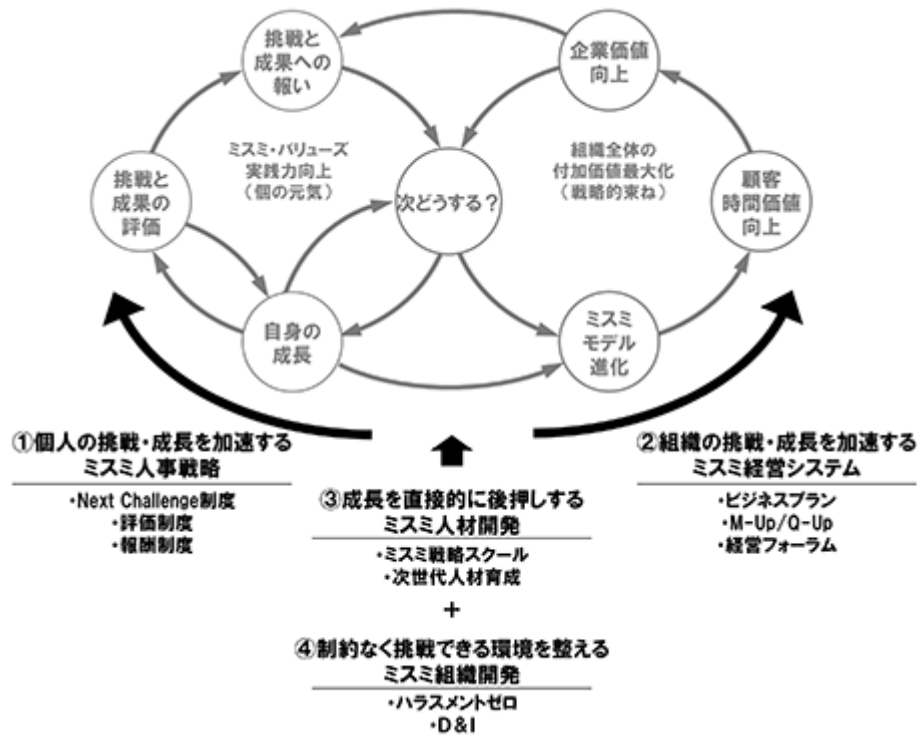 挑戦と
成果への
報い
企業価値
向上
ミスミ・バリューズ
実践力向上
(個の元気)
組織全体の
付加価値最大化
(戦略的束ね)
挑戦と
成果の
評価
次どうする?
顧客
時間価値
向上
自身の
成長
ミスミ
モデル
進化
①個人の挑戦・成長を加速する
ミスミ人事戦略
・Next Challenge制度
・評価制度
・報酬制度
②組織の挑戦・成長を加速する
ミスミ経営システム
・ビジネスプラン
・M-Up/Q-Up
・経営フォーラム
③成長を直接的に後押しする
ミスミ人材開発
・ミスミ戦略スクール
・次世代人材育成
+
④制約なく挑戦できる環境を整える
ミスミ組織開発
・ハラスメントゼロ
・D&I